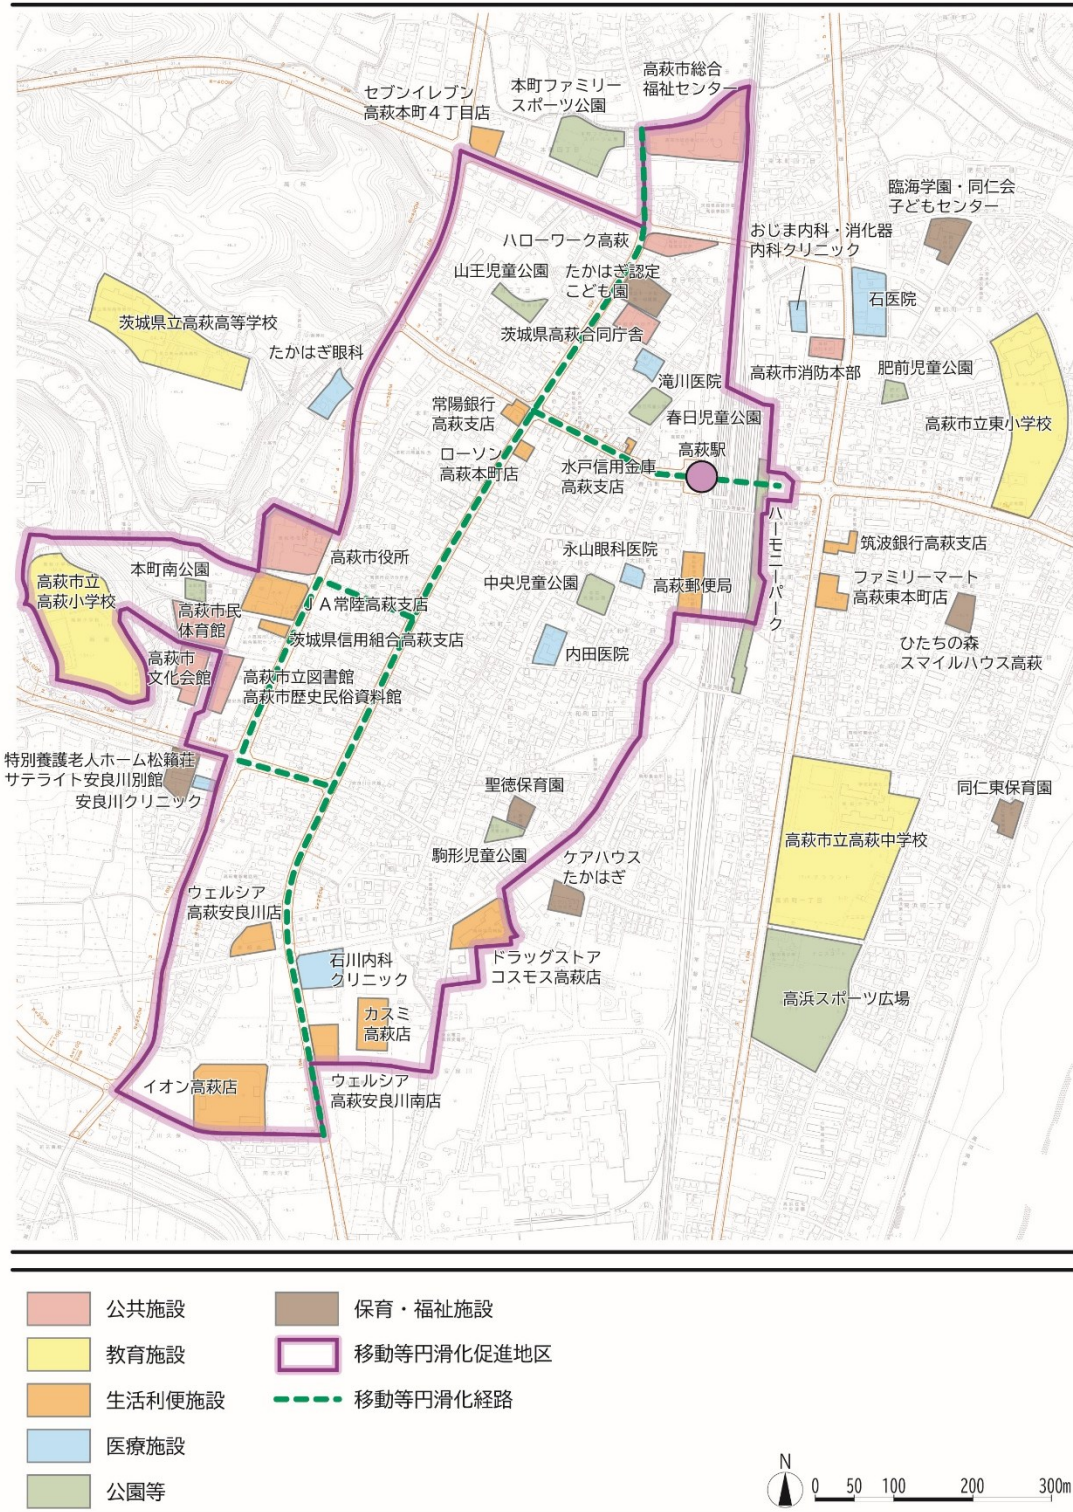 セブンイレブン
高萩本町4丁目店
本町ファミリー
スポーツ公園
高萩市総合
福祉センター
臨海学園・同仁会
子どもセンター
おじま内科・消化器
内科クリニック
ハローワーク高萩
山王児童公園
たかはぎ認定
こども園
石医院
茨城県立高萩高等学校
茨城県高萩合同庁舎
たかはぎ眼科
滝川医院
高萩市消防本部
肥前児童公園
常陽銀行
高萩支店
春日児童公園
高萩市立東小学校
ローソン
高萩本町店
水戸信用金庫
高萩支店
高萩駅
ハーモニーパーク
高萩市役所
永山眼科医院
筑波銀行高萩支店
本町南公園
高萩市立
高萩小学校
中央児童公園
高萩郵便局
ファミリーマート
高萩東本町店
高萩市民
体育館
JA常陸高萩支店
茨城県信用組合高萩支店
ひたちの森
スマイルハウス高萩
高萩市
文化会館
内田医院
高萩市立図書館
高萩市歴史民俗資料館
特別養護老人ホーム松籟荘
サテライト安良川別館
安良川クリニック
聖徳保育園
同仁東保育園
高萩市立高萩中学校
駒形児童公園
ケアハウス
たかはぎ
ウェルシア
高萩安良川店
石川内科
クリニック
ドラッグストア
コスモス高萩店
高浜スポーツ広場
カスミ
高萩店
イオン高萩店
ウェルシア
高萩安良川南店
公共施設
保育・福祉施設
教育施設
移動等円滑化促進地区
生活利便施設
移動等円滑化経路
医療施設
公園等
N
0 50 100 200 300m